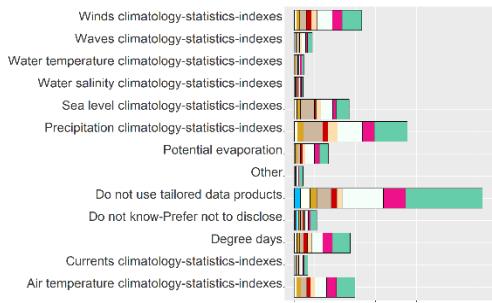 Winds climatology-statistics-indexes
Waves climatology-statistics-indexes
Water temperature climatology-statistics-indexes
Water salinity climatology-statistics-indexes
Sea level climatology-statistics-indexes.
Precipitation climatology-statistics-indexes.
Potential evaporation.
Other.
Do not use tailored data products.
Do not know-Prefer not to disclose.
Degree days.
Currents climatology-statistics-indexes
Air temperature climatology-statistics-indexes